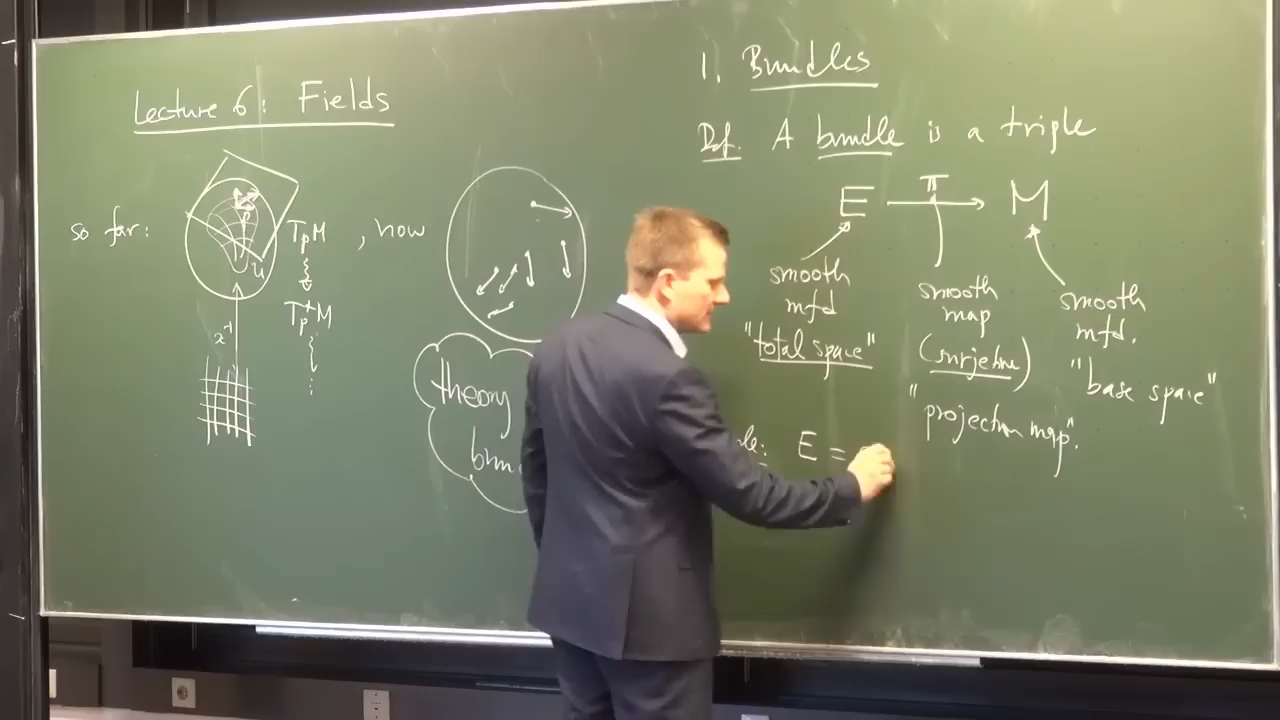 Lecture 6: Fields
so far:
p
U
TpM
Tp*M
x⁻¹
, now
theory
1. Bundles
Def. A bundle is a triple
E π M
smooth mfd
"total space"
smooth map
(surjective)
"projection map".
smooth mfd.
"base space"
E =